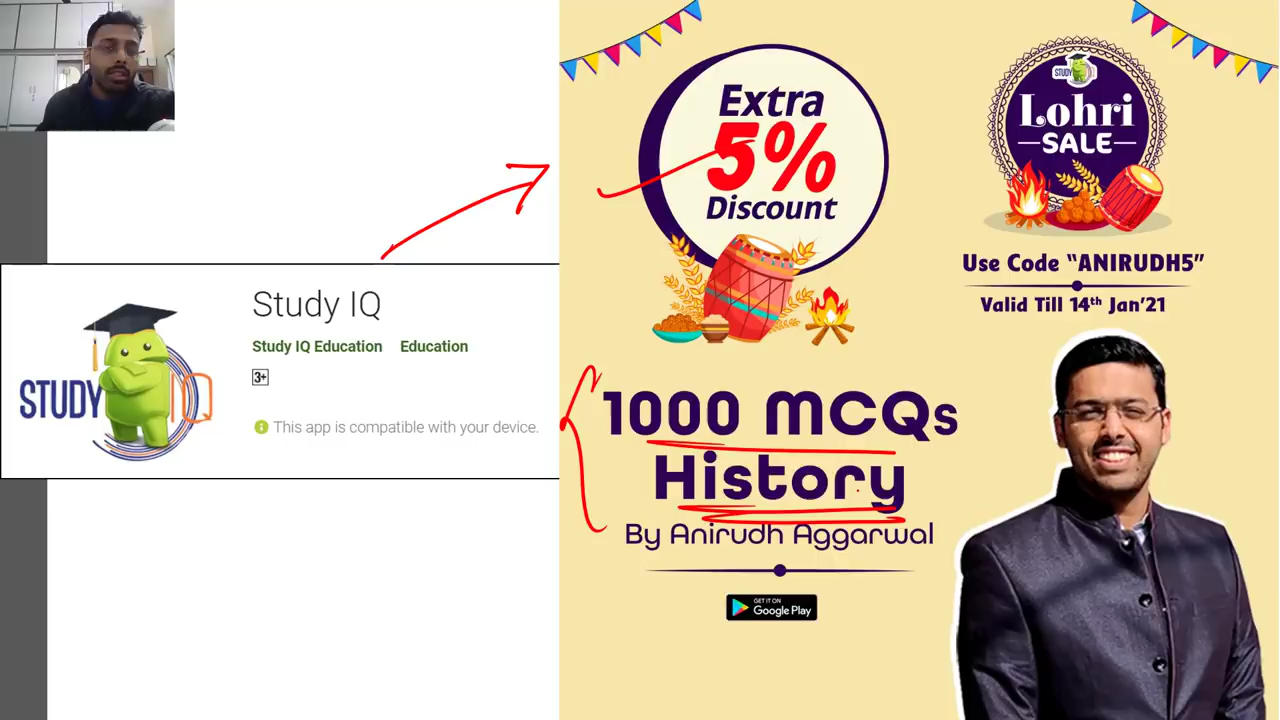 Study IQ
Study IQ Education Education
3+
This app is compatible with your device.
STUDY IQ
Extra
5%
Discount
STUDY IQ
Lohri
SALE
Use Code “ANIRUDH5”
Valid Till 14th Jan’21
1000 MCQs
History
By Anirudh Aggarwal
GET IT ON
Google Play